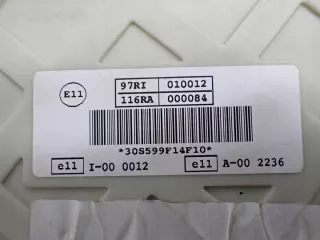 E11
97RI 010012
116RA 000084
*30S599F14F10*
e11 I-00 0012 e11 A-00 2236